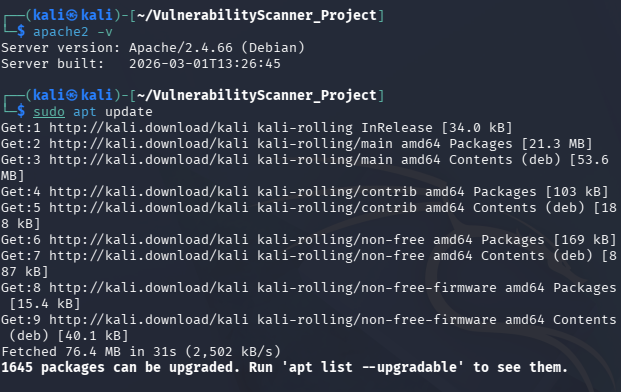 ┌──(kali㉿kali)-[~/VulnerabilityScanner_Project]
└─$ apache2 -v
Server version: Apache/2.4.66 (Debian)
Server built:   2026-03-01T13:26:45
┌──(kali㉿kali)-[~/VulnerabilityScanner_Project]
└─$ sudo apt update
Get:1 http://kali.download/kali kali-rolling InRelease [34.0 kB]
Get:2 http://kali.download/kali kali-rolling/main amd64 Packages [21.3 MB]
Get:3 http://kali.download/kali kali-rolling/main amd64 Contents (deb) [53.6
MB]
Get:4 http://kali.download/kali kali-rolling/contrib amd64 Packages [103 kB]
Get:5 http://kali.download/kali kali-rolling/contrib amd64 Contents (deb) [18
8 kB]
Get:6 http://kali.download/kali kali-rolling/non-free amd64 Packages [169 kB]
Get:7 http://kali.download/kali kali-rolling/non-free amd64 Contents (deb) [8
87 kB]
Get:8 http://kali.download/kali kali-rolling/non-free-firmware amd64 Packages
[15.4 kB]
Get:9 http://kali.download/kali kali-rolling/non-free-firmware amd64 Contents
(deb) [40.1 kB]
Fetched 76.4 MB in 31s (2,502 kB/s)
1645 packages can be upgraded. Run 'apt list --upgradable' to see them.